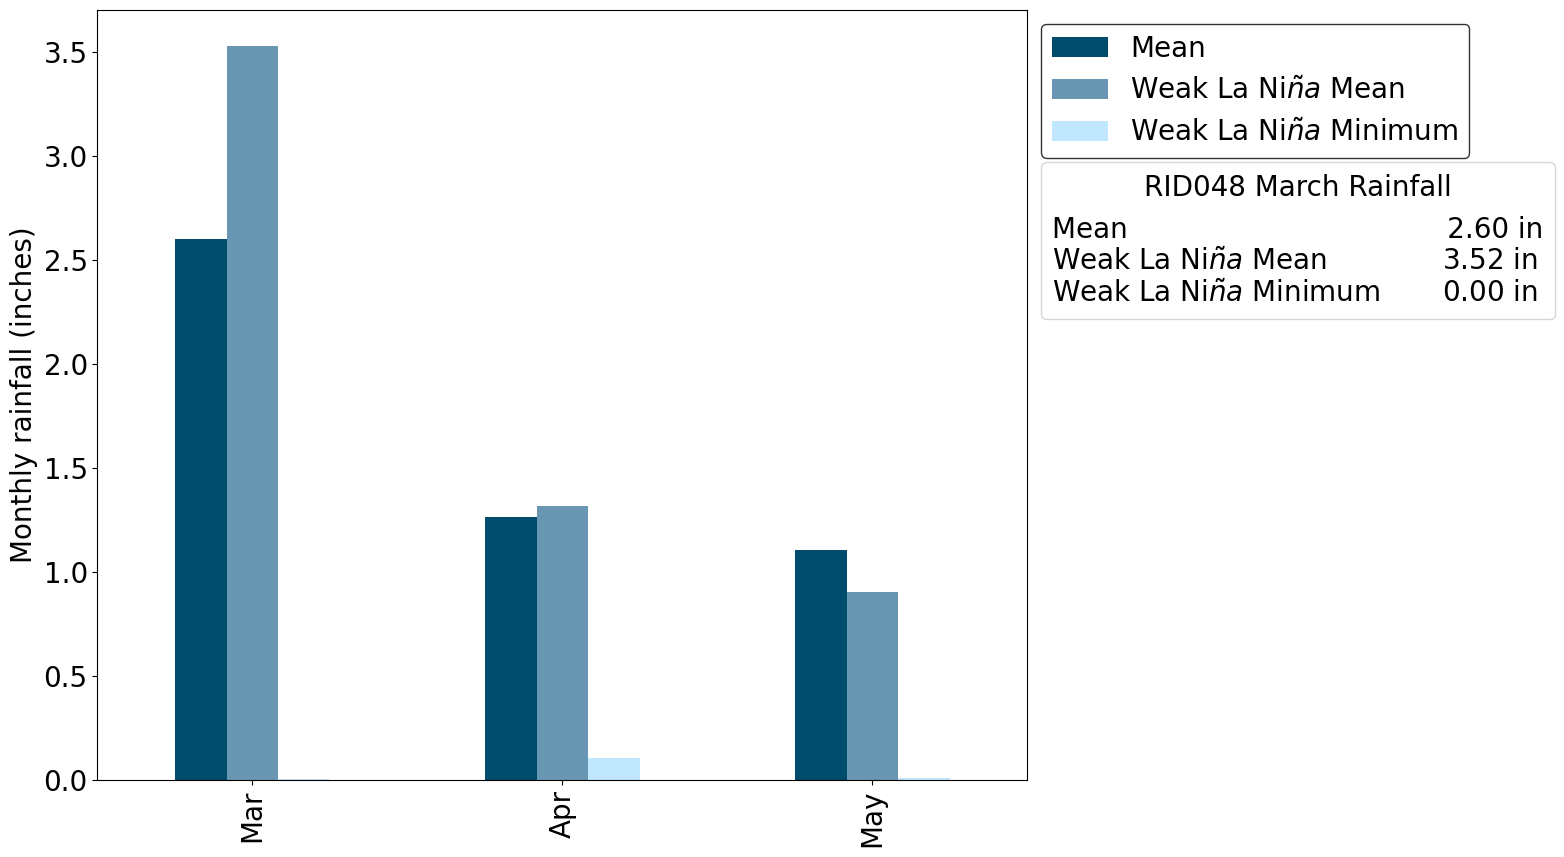 Monthly rainfall (inches)
3.5
3.0
2.5
2.0
1.5
1.0
0.5
0.0
Mar
Apr
May
Mean
Weak La Niña Mean
Weak La Niña Minimum
RID048 March Rainfall
Mean 2.60 in
Weak La Niña Mean 3.52 in
Weak La Niña Minimum 0.00 in